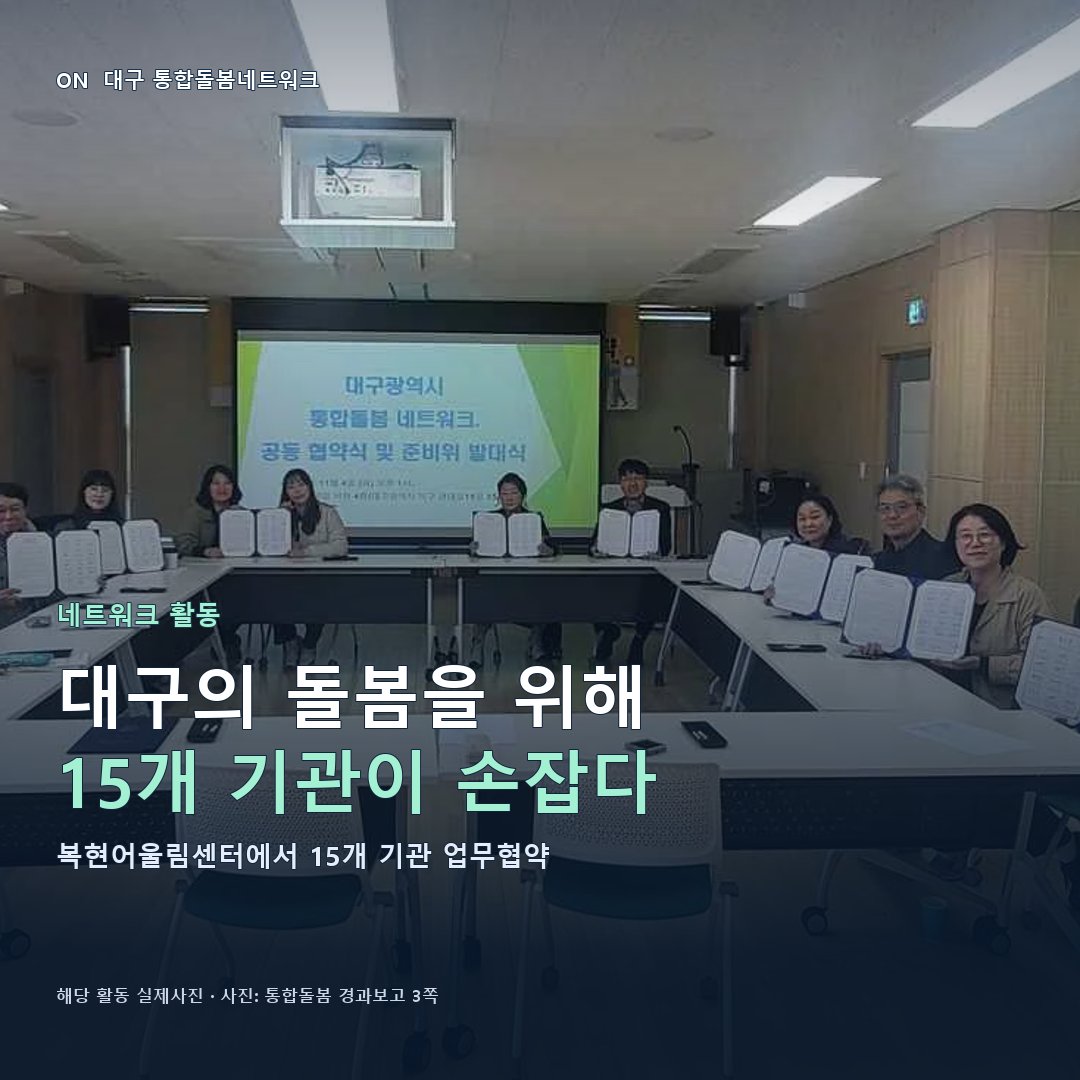 ON 대구 통합돌봄네트워크
대구광역시
통합돌봄 네트워크.
공동 협약식 및 준비위 발대식
네트워크 활동
대구의 돌봄을 위해
15개 기관이 손잡다
복현어울림센터에서 15개 기관 업무협약
해당 활동 실제사진 · 사진: 통합돌봄 경과보고 3쪽